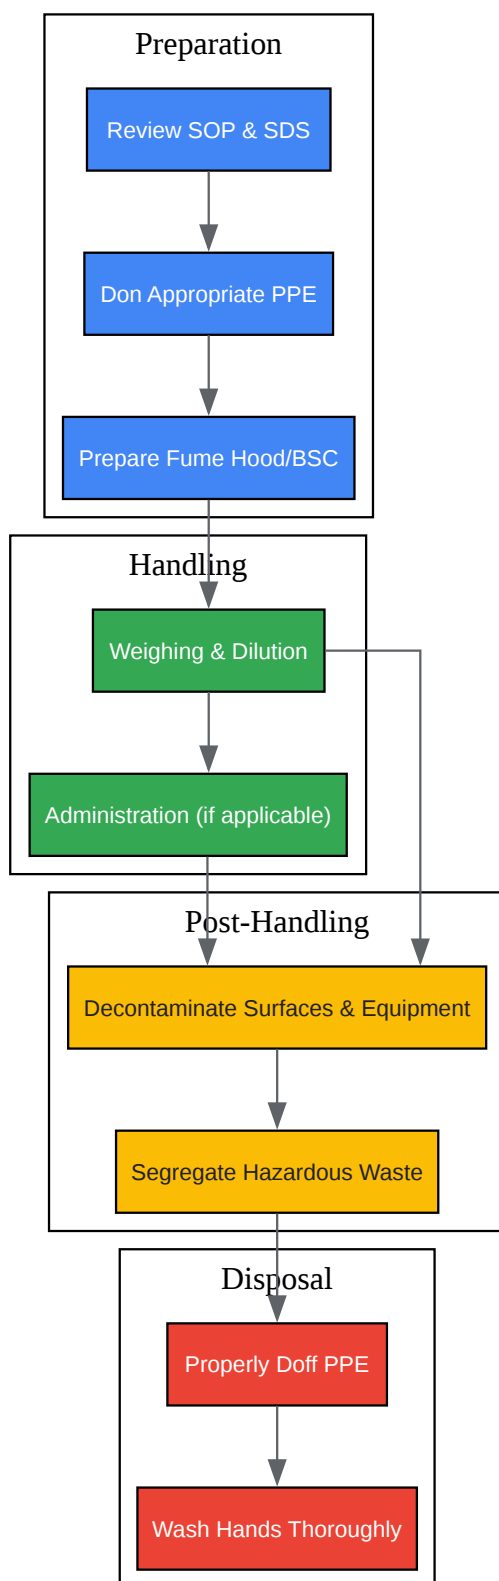 Preparation
Review SOP & SDS
Don Appropriate PPE
Prepare Fume Hood/BSC
Handling
Weighing & Dilution
Administration (if applicable)
Post-Handling
Decontaminate Surfaces & Equipment
Segregate Hazardous Waste
Disposal
Properly Doff PPE
Wash Hands Thoroughly